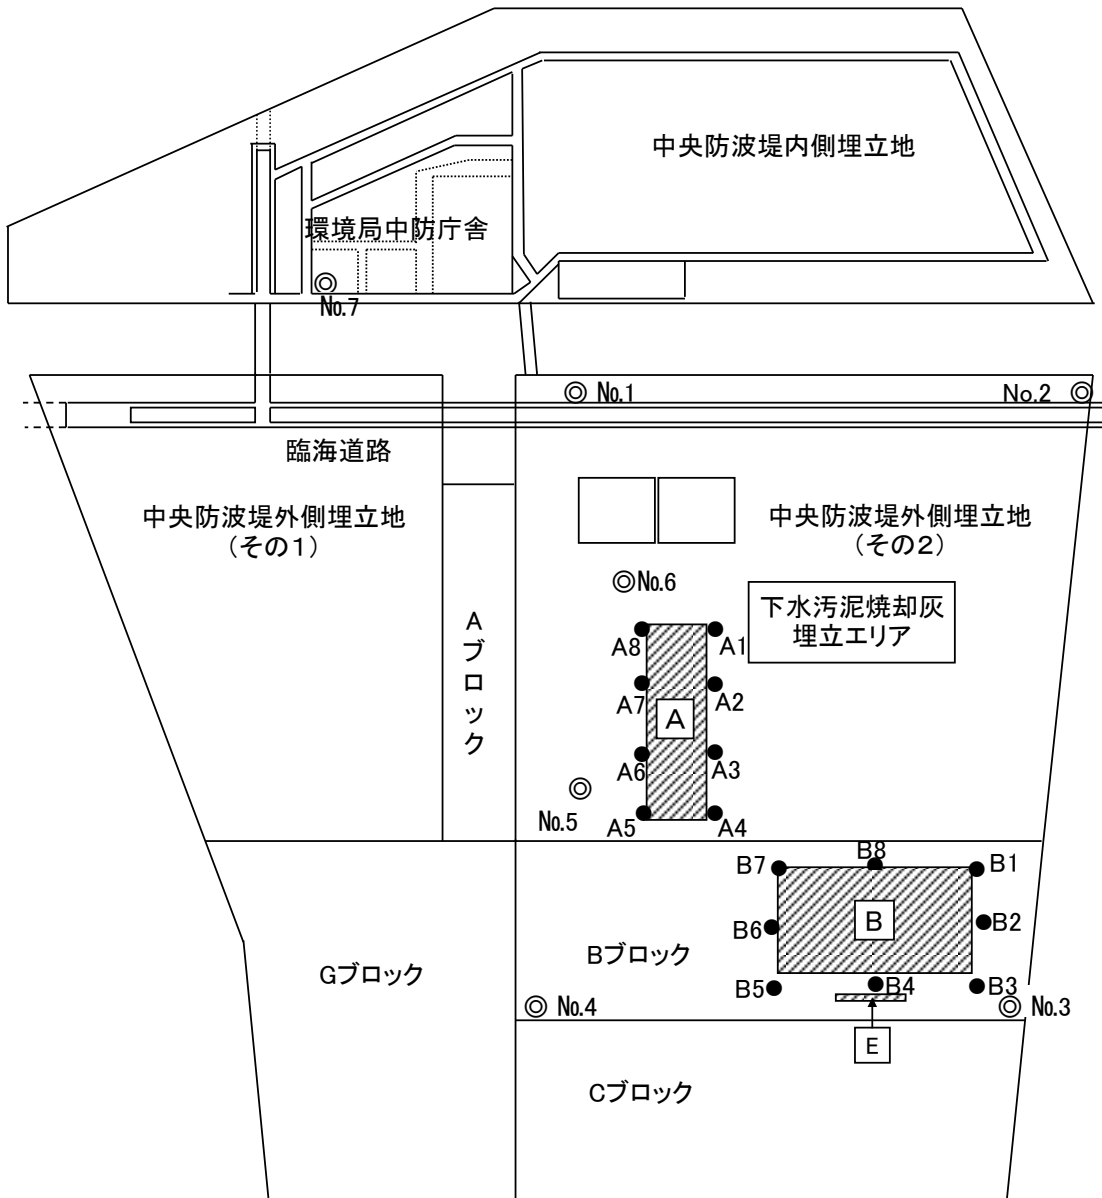 中央防波堤内側埋立地
環境局中防庁舎
No.7
No.1
No.2
臨海道路
中央防波堤外側埋立地
(その1)
中央防波堤外側埋立地
(その2)
No.6
下水汚泥焼却灰
埋立エリア
Aブロック
A8
A1
A7
A2
A
A6
A3
No.5
A5
A4
B7
B8
B1
B6
B
B2
Gブロック
Bブロック
B5
B4
B3
No.4
No.3
E
Cブロック